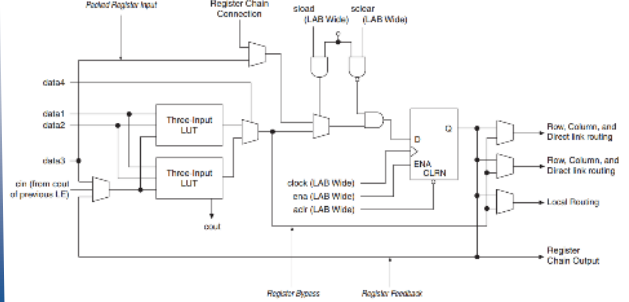 Packed Register Input
Register Chain
Connection
sload
(LAB Wide)
sclear
(LAB Wide)
data4
data1
data2
data3
cin (from cout
of previous LE)
Three-Input
LUT
Three-Input
LUT
cout
clock (LAB Wide)
ena (LAB Wide)
aclr (LAB Wide)
D
Q
ENA
CLRN
Row, Column, and
Direct link routing
Row, Column, and
Direct link routing
Local Routing
Register
Chain Output
Register Bypass
Register Feedback